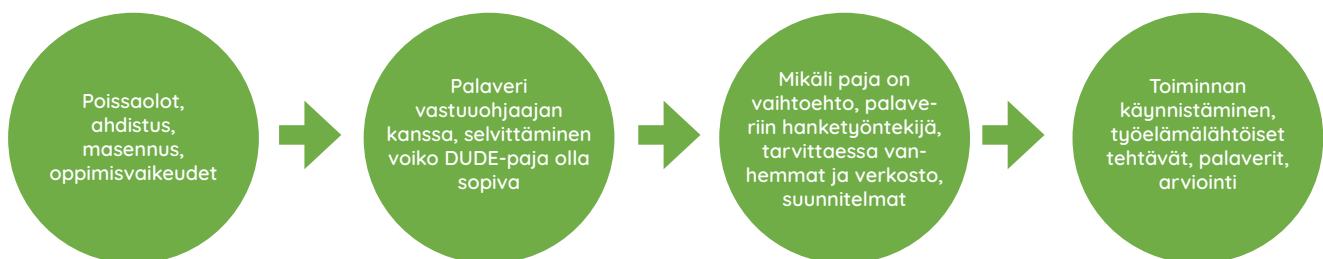 Poissaolot,
ahdistus,
masennus,
oppimisvaikeudet
Palaveri
vastuuohjaajan
kanssa, selvittäminen
voiko DUDE-paja olla
sopiva
Mikäli paja on
vaihtoehto, palave-
riin hanketyöntekijä,
tarvittaessa van-
hemmat ja verkosto,
suunnitelmat
Toiminnan
käynnistäminen,
työelämälähtöiset
tehtävät, palaverit,
arviointi